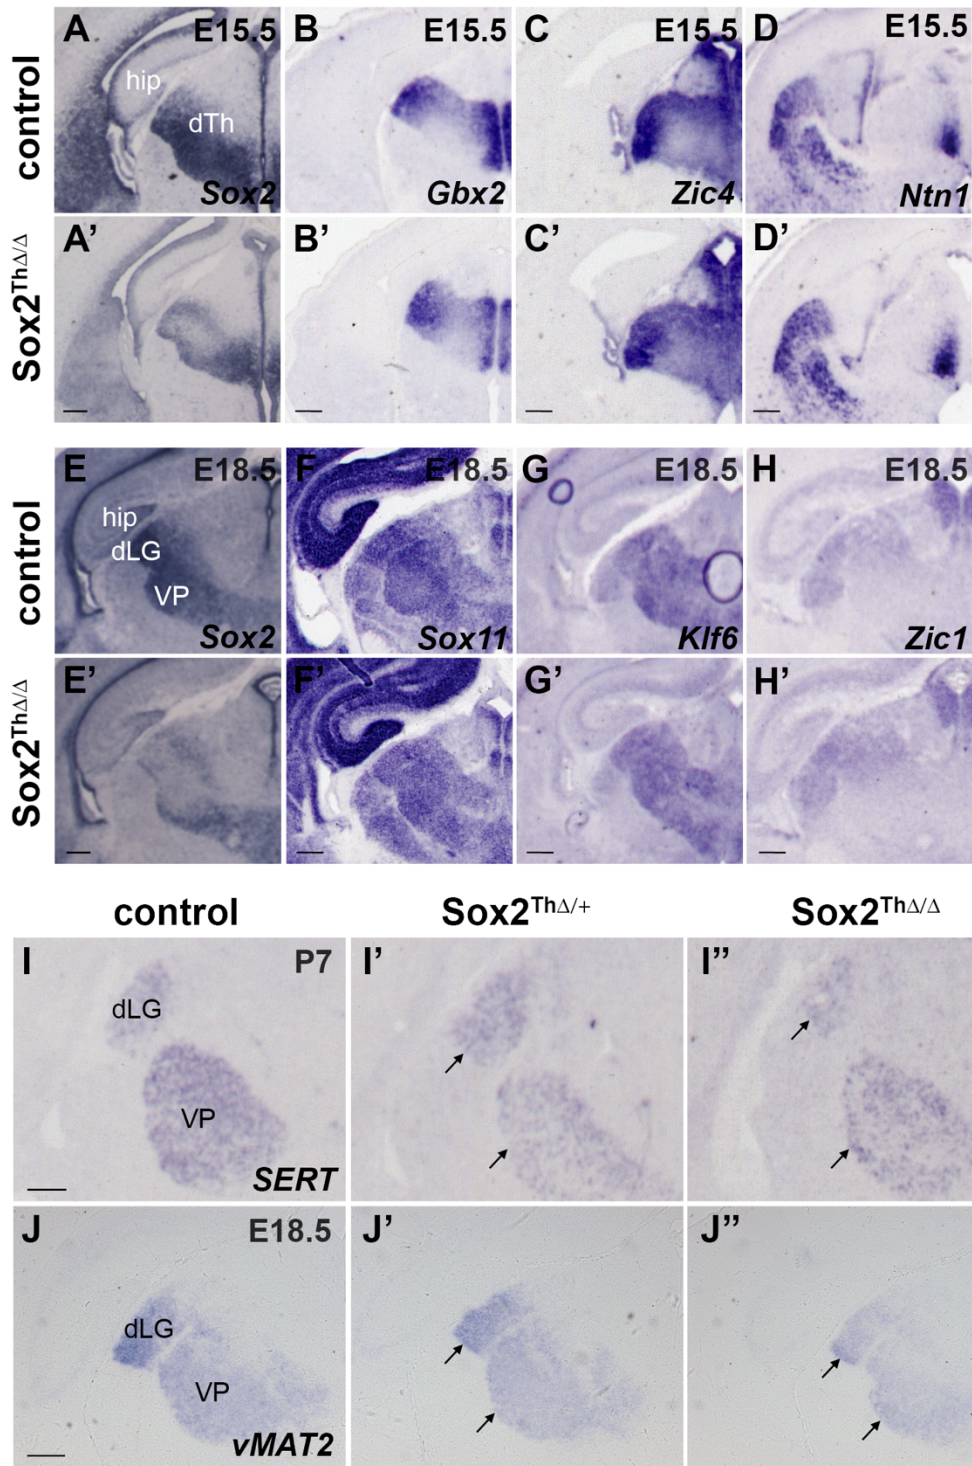 control
A E15.5 B E15.5 C E15.5 D E15.5
hip
dTh
Sox2 Gbx2 Zic4 Ntn1
Sox2ThΔ/Δ
A’ B’ C’ D’
control
E E18.5 F E18.5 G E18.5 H E18.5
hip
dLG
VP
Sox2 Sox11 Klf6 Zic1
Sox2ThΔ/Δ
E’ F’ G’ H’
control Sox2ThΔ/+ Sox2ThΔ/Δ
I P7 I’ I”
dLG
VP
SERT
J E18.5 J’ J”
dLG
VP
vMAT2